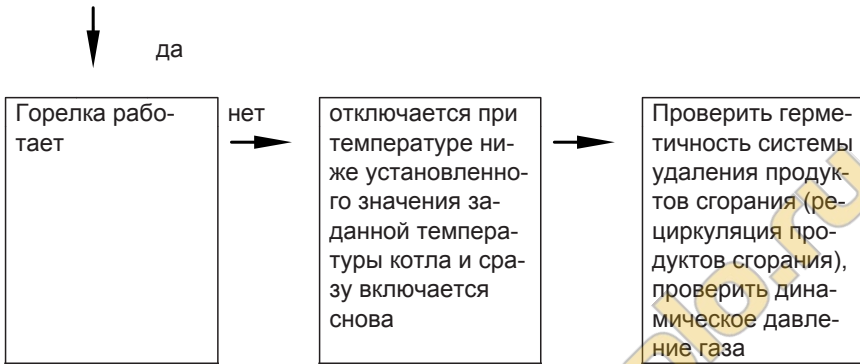 да
Горелка рабо-
тает
нет
отключается при
температуре ни-
же установленно-
го значения за-
данной темпера-
туры котла и сра-
зу включается
снова
Проверить герме-
тичность системы
удаления продук-
тов сгорания (ре-
циркуляция про-
дуктов сгорания),
проверить дина-
мическое давле-
ние газа